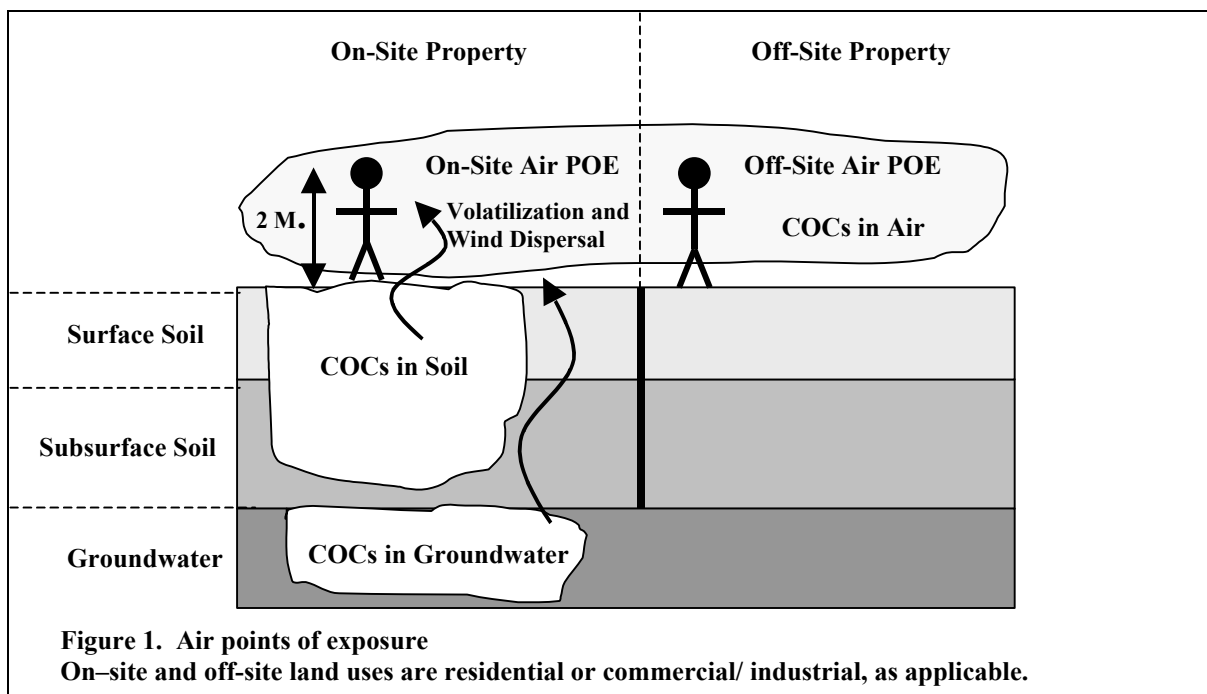 On-Site Property
Off-Site Property
On-Site Air POE
Off-Site Air POE
2 M.
Volatilization and
Wind Dispersal
COCs in Air
Surface Soil
COCs in Soil
Subsurface Soil
Groundwater
COCs in Groundwater
Figure 1. Air points of exposure
On–site and off-site land uses are residential or commercial/ industrial, as applicable.